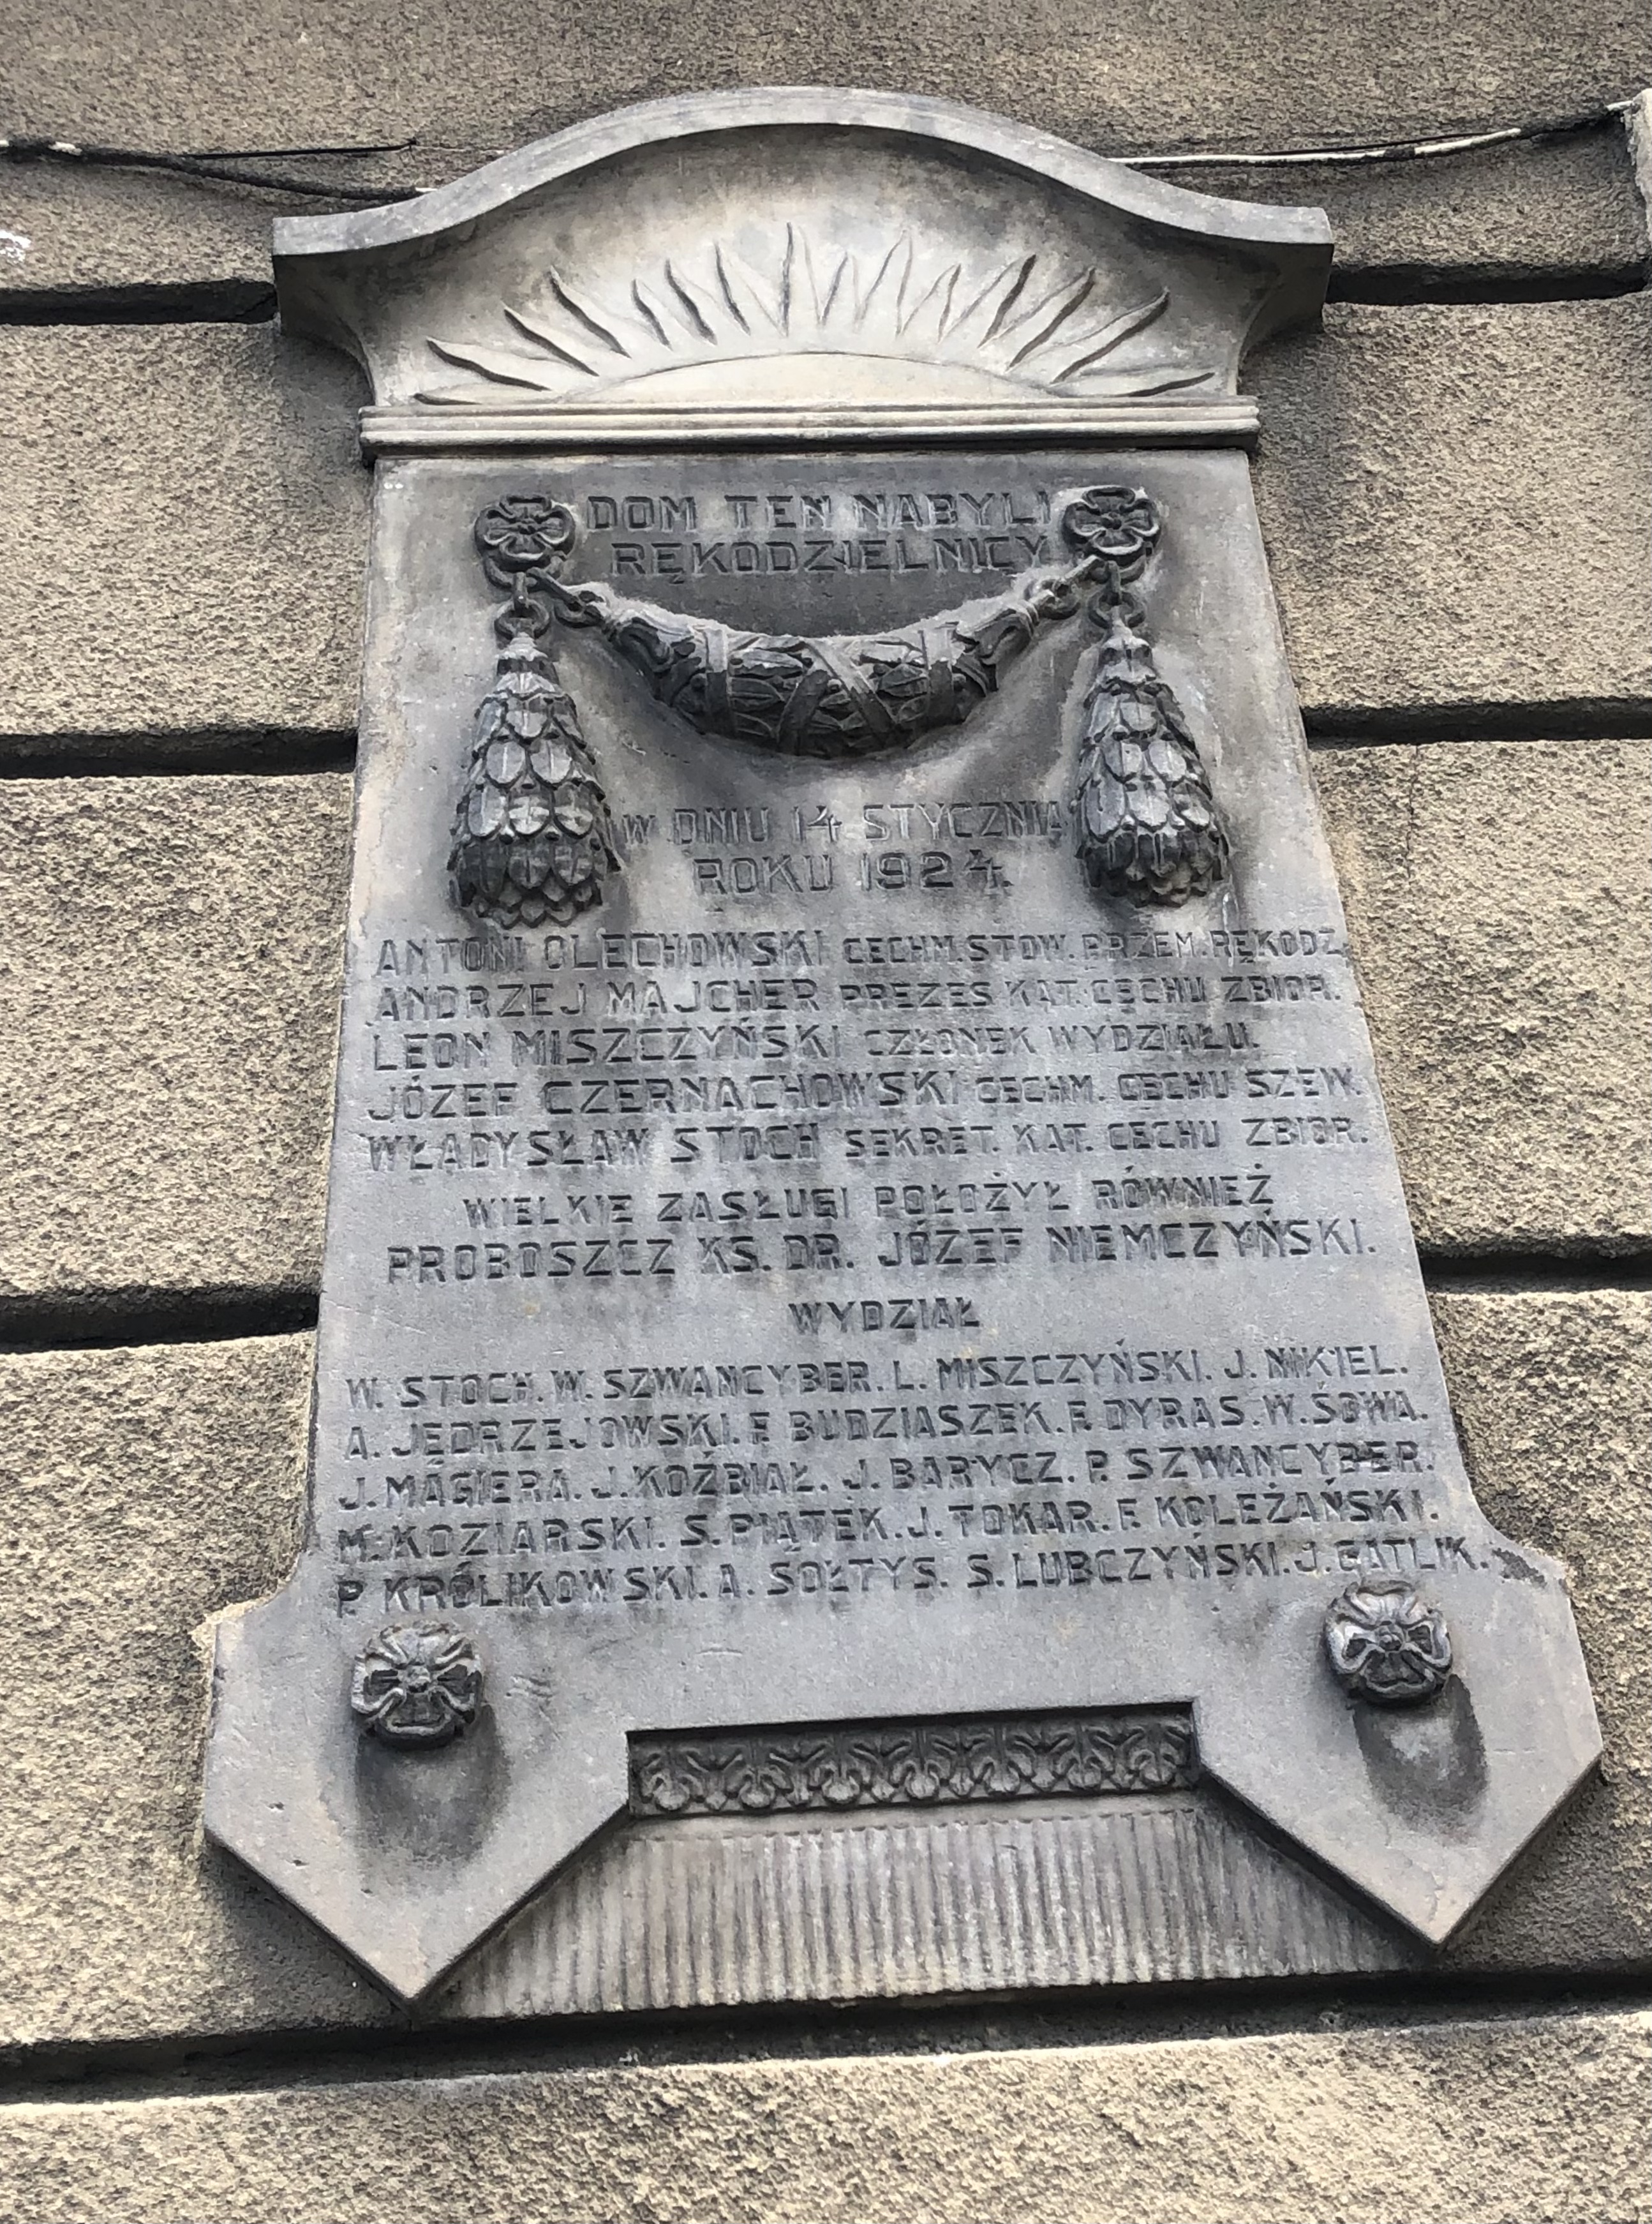 DOM TEN NABYLI
RĘKODZIELNICY
W DNIU 14 STYCZNIA
ROKU 1924.
ANTONI OLECHOWSKI CECHM. STOW. PRZEM. RĘKODZ.
ANDRZEJ MAJCHER PREZES KAT. CECHU ZBIOR.
LEON MISZCZYŃSKI CZŁONEK WYDZIAŁU.
JÓZEF CZERNACHOWSKI CECHM. CECHU SZEW.
WŁADYSŁAW STOCH SEKRET. KAT. CECHU ZBIOR.
WIELKIE ZASŁUGI POŁOŻYŁ RÓWNIEŻ
PROBOSZCZ KS. DR. JÓZEF NIEMCZYŃSKI.
WYDZIAŁ
W. STOCH. W. SZWANCYBER. L. MISZCZYŃSKI. J. NIKIEL.
A. JĘDRZEJOWSKI. F. BUDZIASZEK. F. DYRAS. W. SOWA.
J. MAGIERA. J. KOŹBIAŁ. J. BARYCZ. P. SZWANCYBER.
M. KOZIARSKI. S. PIĄTEK. J. TOKAR. F. KOLEŻAŃSKI.
P. KRÓLIKOWSKI. A. SOŁTYS. S. LUBCZYŃSKI. J. GATLIK.